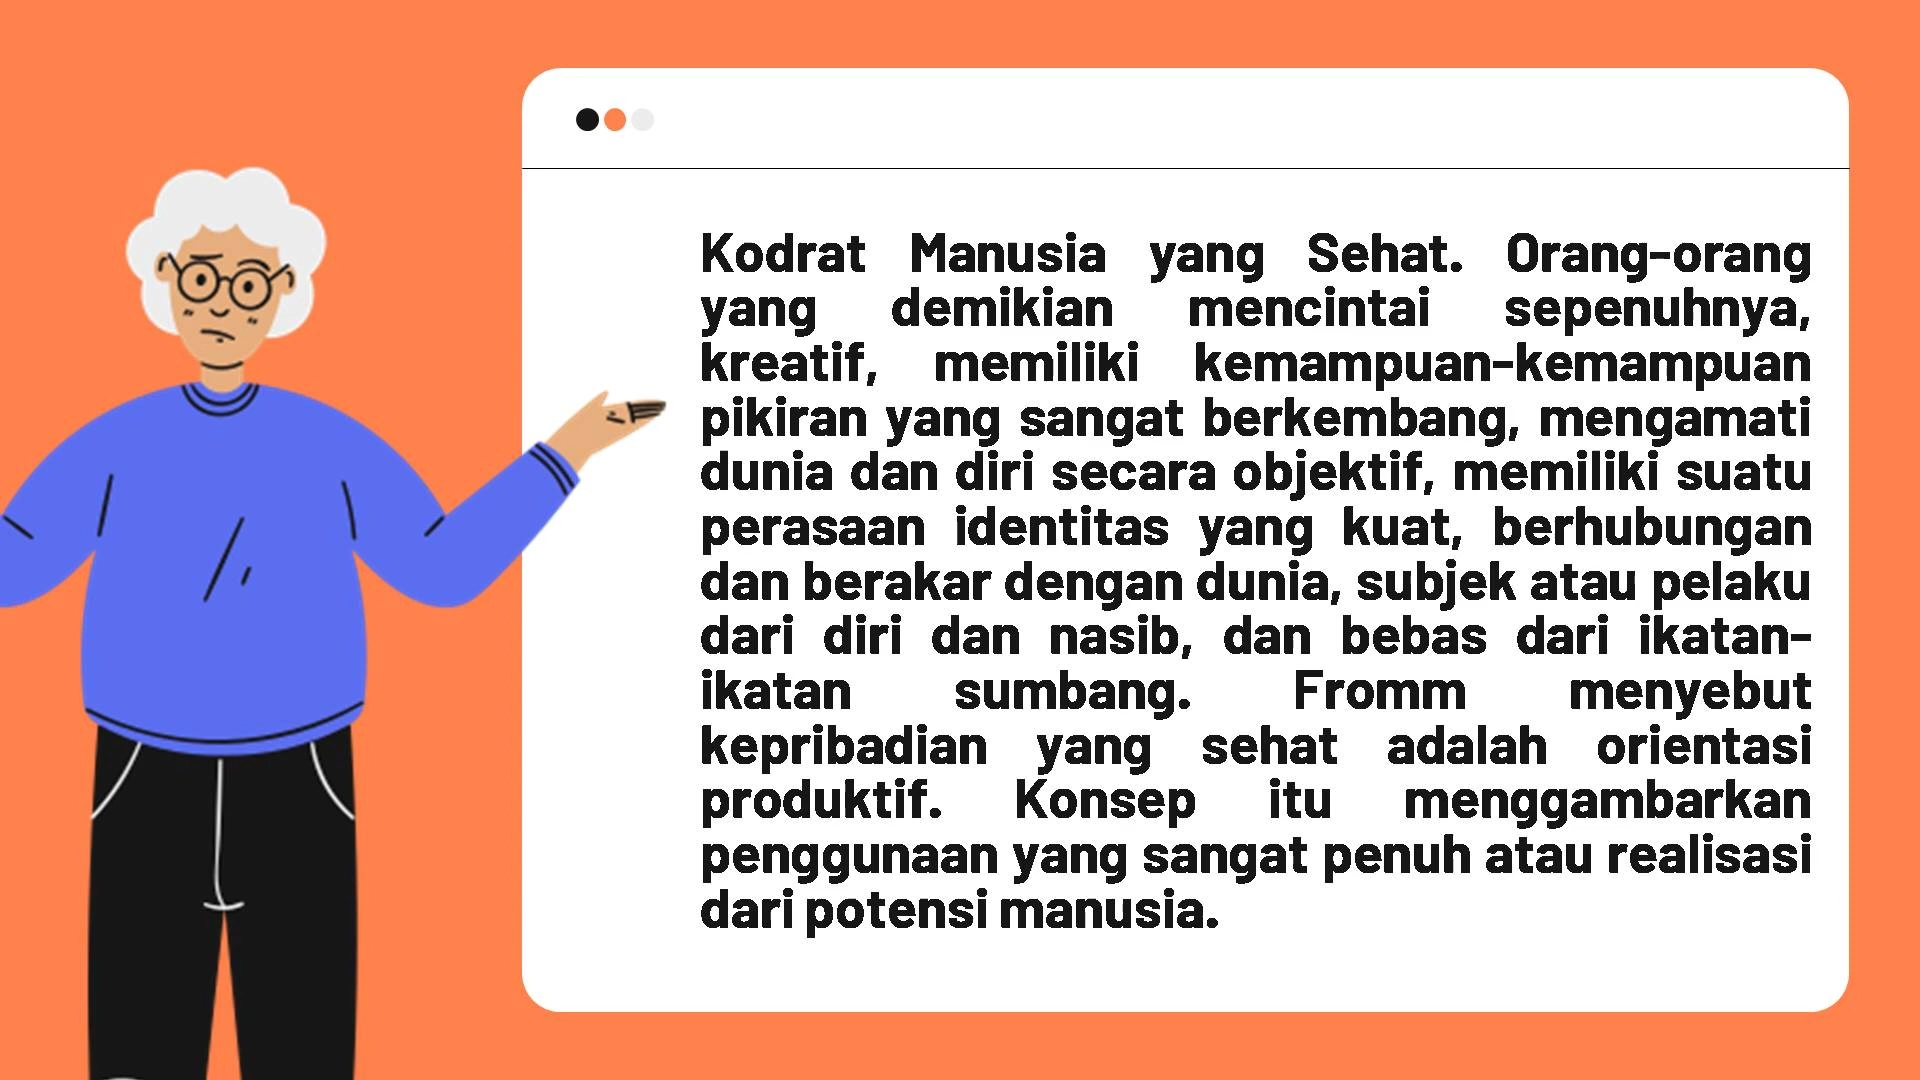 Kodrat Manusia yang Sehat. Orang-orang
yang demikian mencintai sepenuhnya,
kreatif, memiliki kemampuan-kemampuan
pikiran yang sangat berkembang, mengamati
dunia dan diri secara objektif, memiliki suatu
perasaan identitas yang kuat, berhubungan
dan berakar dengan dunia, subjek atau pelaku
dari diri dan nasib, dan bebas dari ikatan-
ikatan sumbang. Fromm menyebut
kepribadian yang sehat adalah orientasi
produktif. Konsep itu menggambarkan
penggunaan yang sangat penuh atau realisasi
dari potensi manusia.